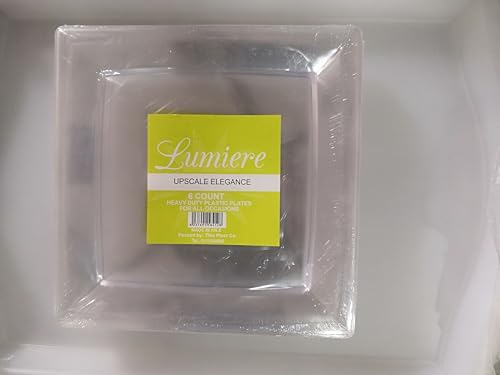 Lumiere
UPSCALE ELEGANCE
6 COUNT
HEAVY DUTY PLASTIC PLATES
FOR ALL OCCASIONS